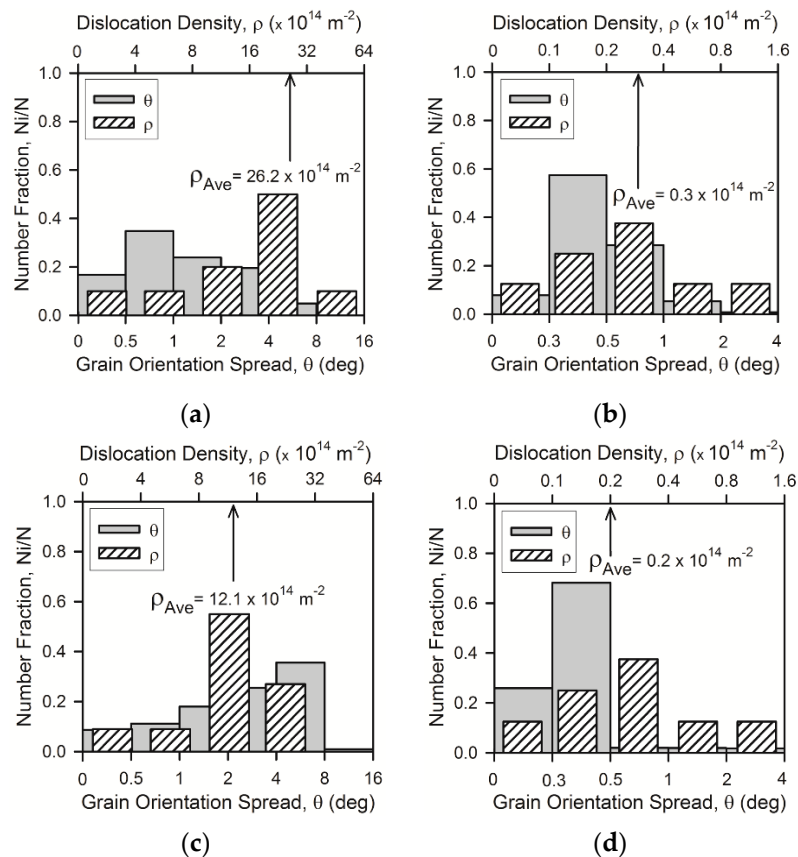 Dislocation Density, ρ (x 10¹⁴ m⁻²)
0 4 8 16 32 64
Number Fraction, Ni/N
1.0
0.8
0.6
0.4
0.2
0.0
θ
ρ
ρAve= 26.2 x 10¹⁴ m⁻²
0 0.5 1 2 4 8 16
Grain Orientation Spread, θ (deg)
(a)
Dislocation Density, ρ (x 10¹⁴ m⁻²)
0 0.1 0.2 0.4 0.8 1.6
Number Fraction, Ni/N
1.0
0.8
0.6
0.4
0.2
0.0
θ
ρ
ρAve= 0.3 x 10¹⁴ m⁻²
0 0.3 0.5 1 2 4
Grain Orientation Spread, θ (deg)
(b)
Dislocation Density, ρ (x 10¹⁴ m⁻²)
0 4 8 16 32 64
Number Fraction, Ni/N
1.0
0.8
0.6
0.4
0.2
0.0
θ
ρ
ρAve= 12.1 x 10¹⁴ m⁻²
0 0.5 1 2 4 8 16
Grain Orientation Spread, θ (deg)
(c)
Dislocation Density, ρ (x 10¹⁴ m⁻²)
0 0.1 0.2 0.4 0.8 1.6
Number Fraction, Ni/N
1.0
0.8
0.6
0.4
0.2
0.0
θ
ρ
ρAve= 0.2 x 10¹⁴ m⁻²
0 0.3 0.5 1 2 4
Grain Orientation Spread, θ (deg)
(d)